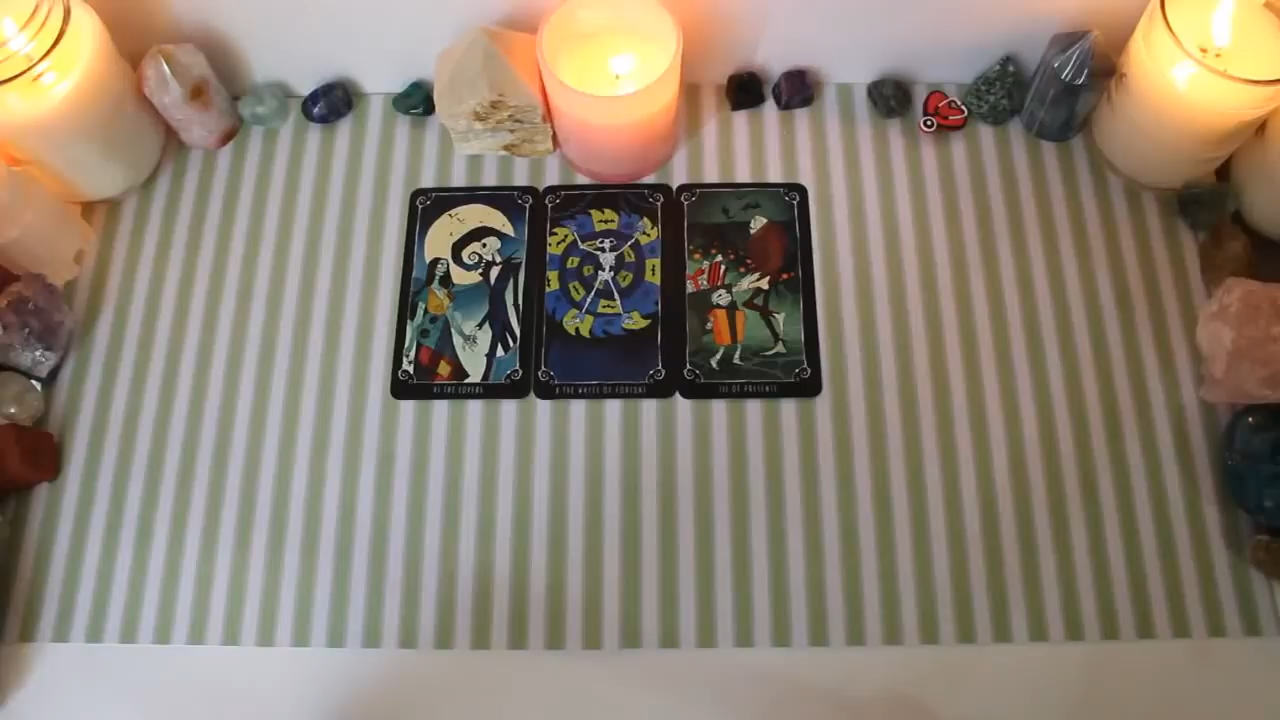 VI THE LOVERS
X THE WHEEL OF FORTUNE
III OF PRESENTS